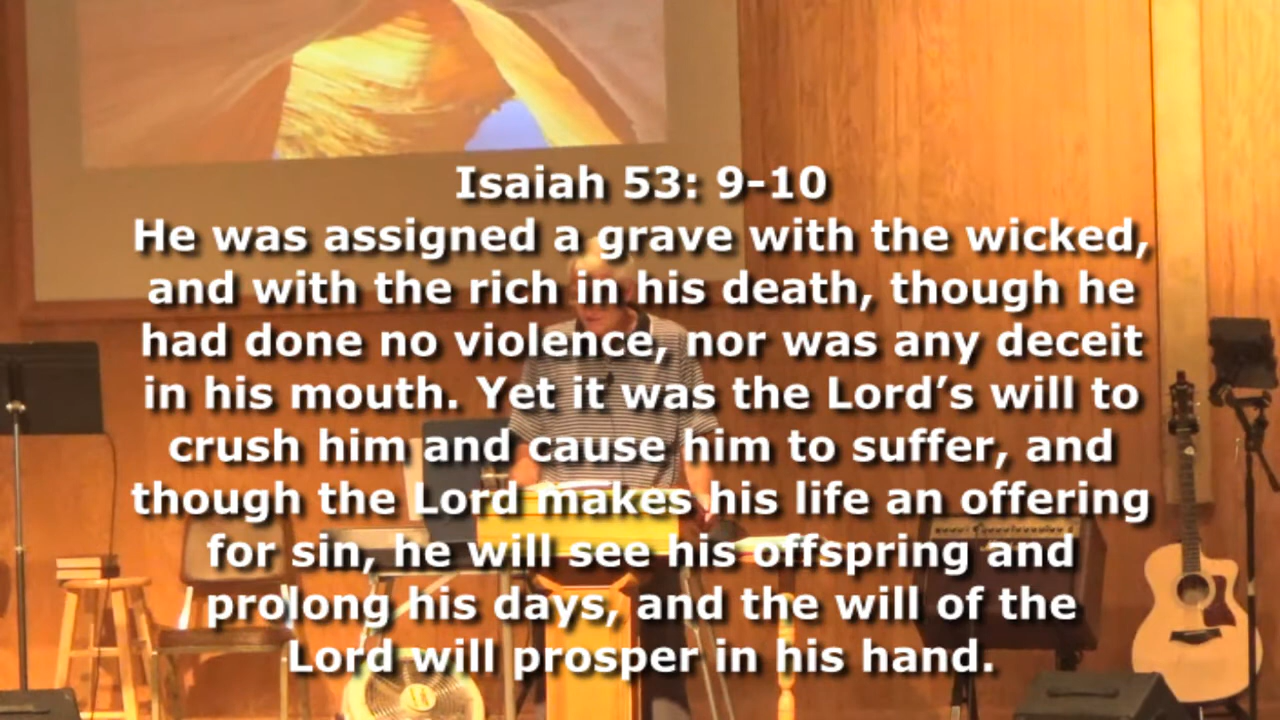 Isaiah 53: 9-10
He was assigned a grave with the wicked,
and with the rich in his death, though he
had done no violence, nor was any deceit
in his mouth. Yet it was the Lord’s will to
crush him and cause him to suffer, and
though the Lord makes his life an offering
for sin, he will see his offspring and
prolong his days, and the will of the
Lord will prosper in his hand.